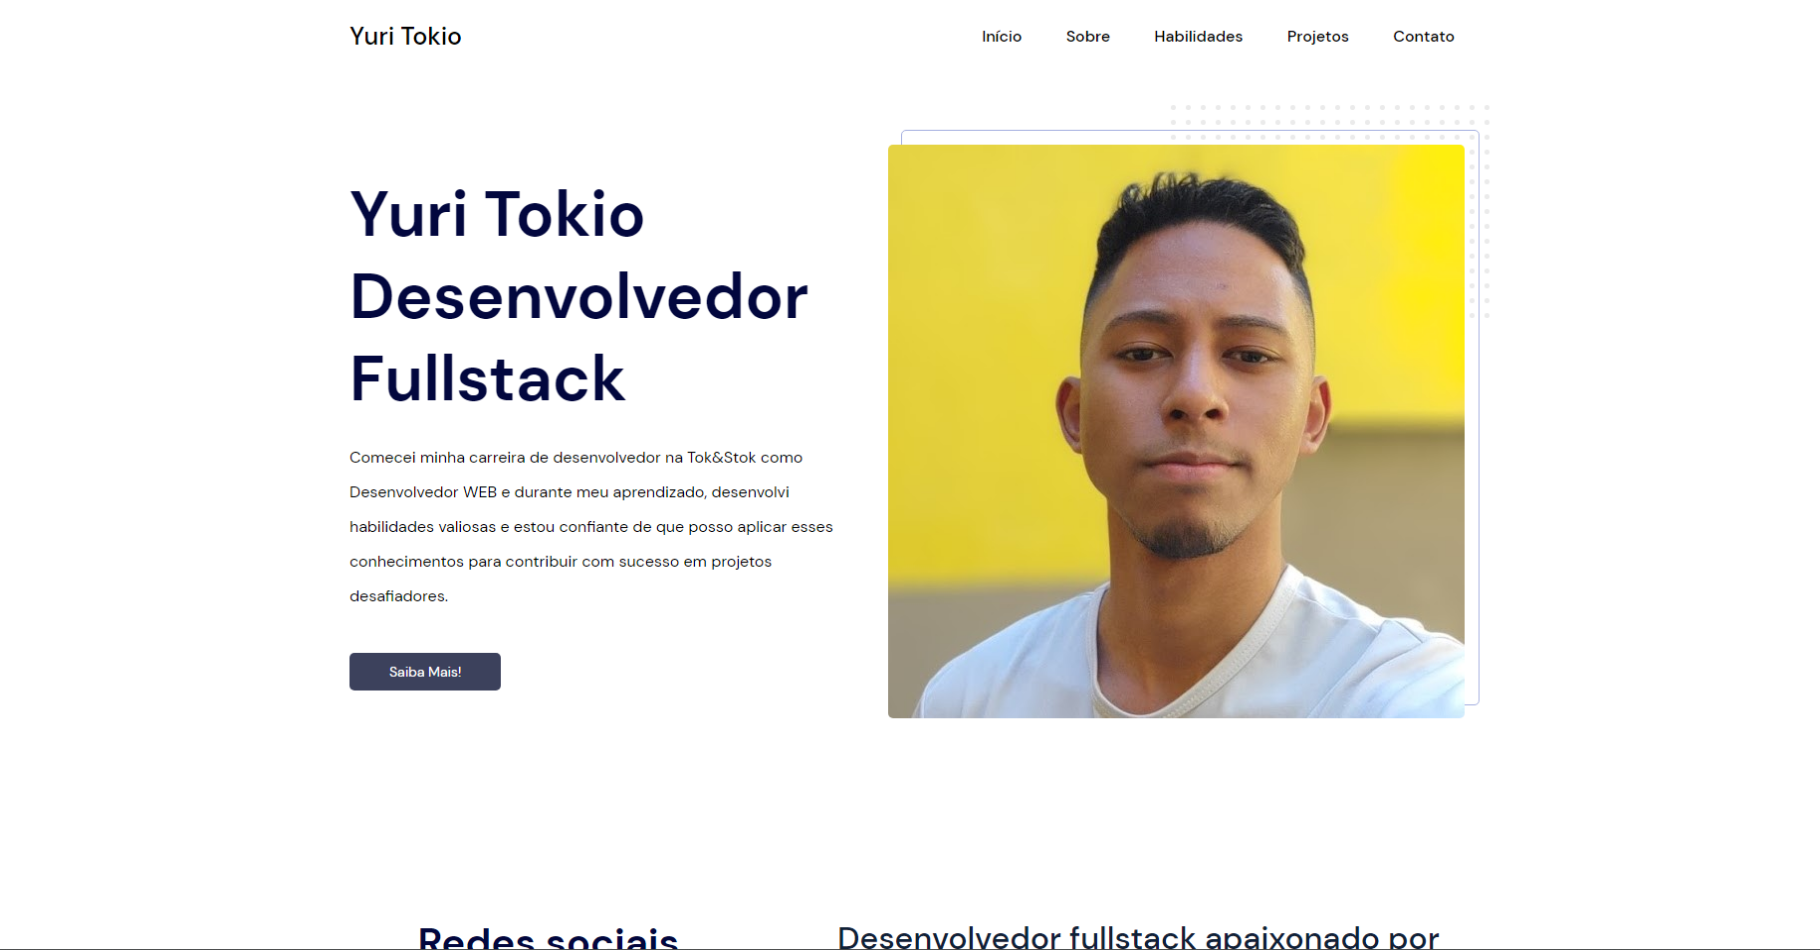 Yuri Tokio
Início Sobre Habilidades Projetos Contato
Yuri Tokio
Desenvolvedor
Fullstack
Comecei minha carreira de desenvolvedor na Tok&Stok como
Desenvolvedor WEB e durante meu aprendizado, desenvolvi
habilidades valiosas e estou confiante de que posso aplicar esses
conhecimentos para contribuir com sucesso em projetos
desafiadores.
Saiba Mais!
Redes sociais
Desenvolvedor fullstack apaixonado por